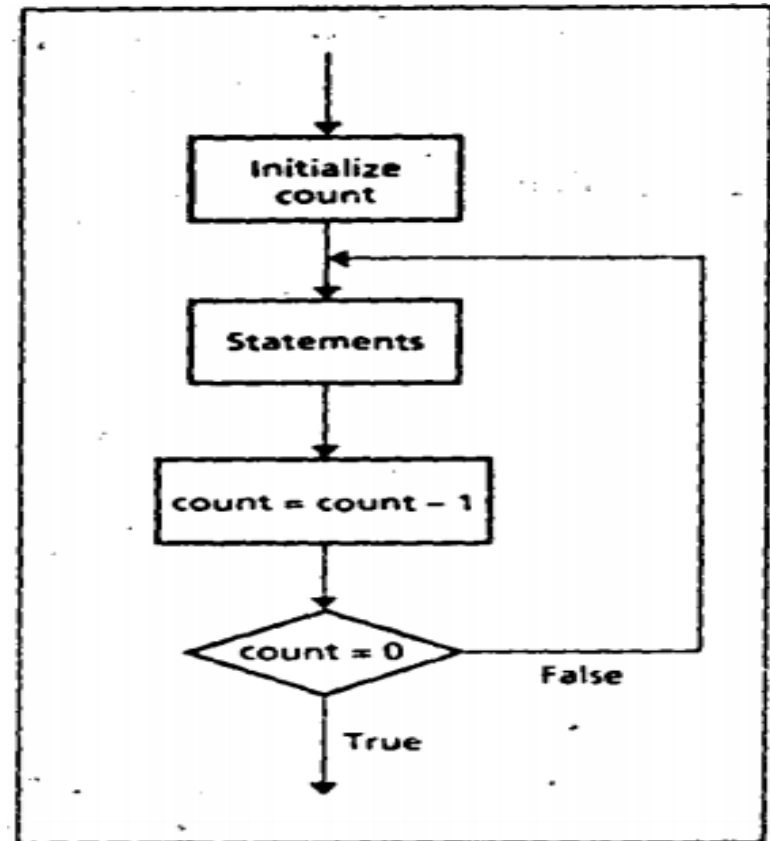 Initialize
count
Statements
count = count – 1
count = 0
False
True